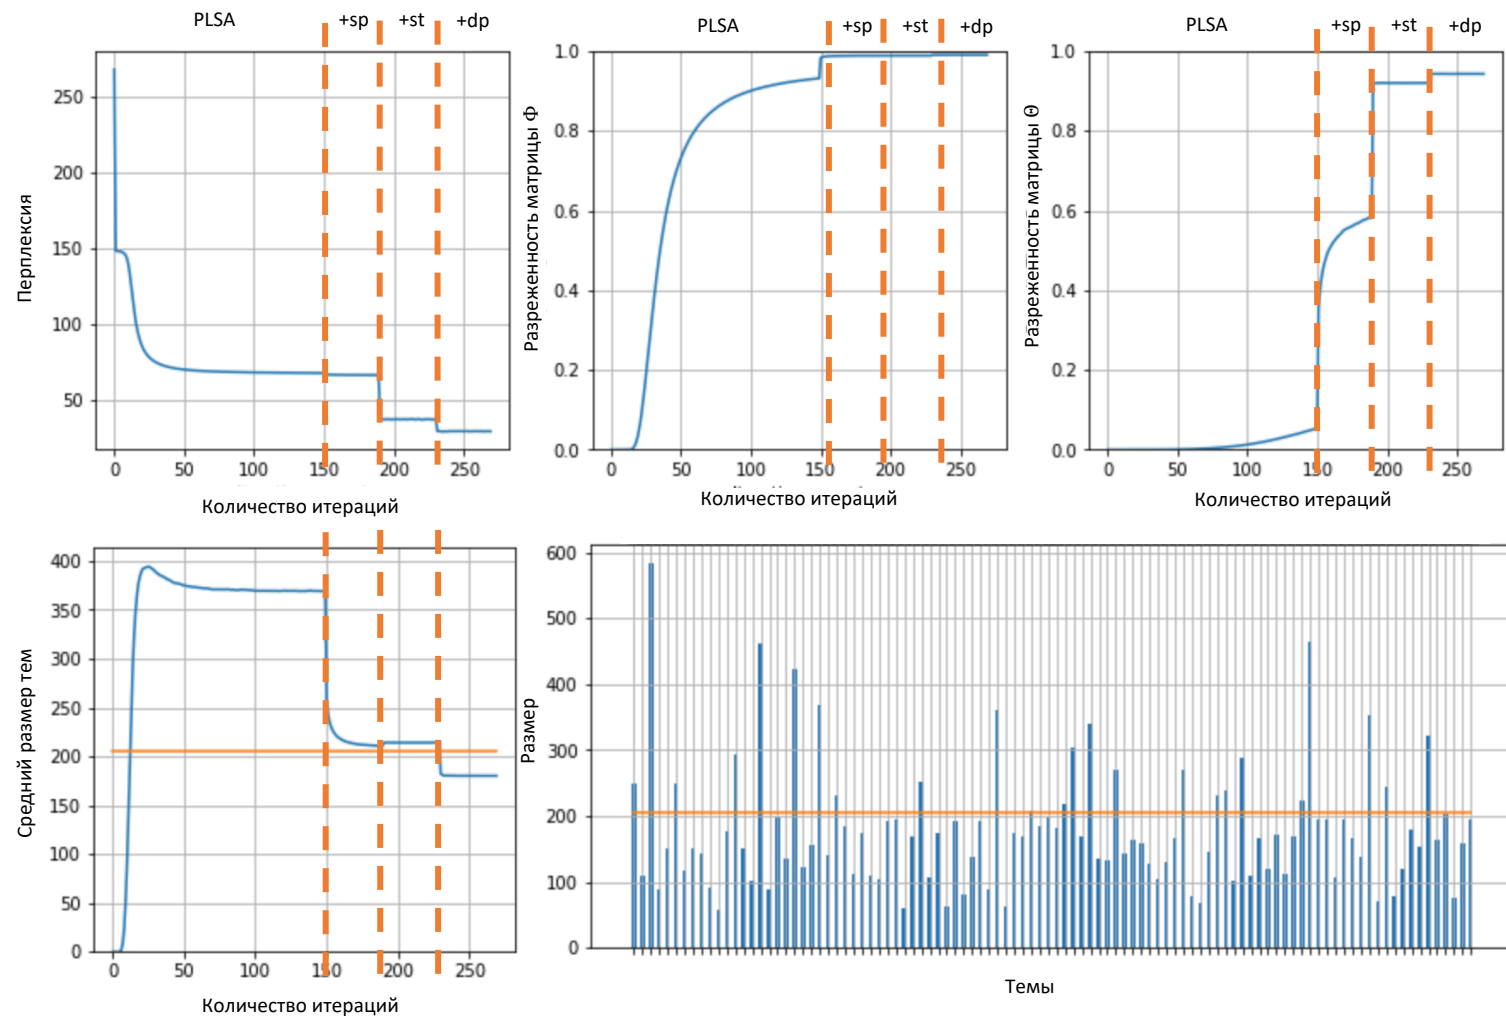 PLSA +sp +st +dp
PLSA +sp +st +dp
PLSA +sp +st +dp
Перплексия
250
200
150
100
50
0 50 100 150 200 250
Количество итераций
Разреженность матрицы Φ
1.0
0.8
0.6
0.4
0.2
0.0
0 50 100 150 200 250
Количество итераций
Разреженность матрицы Θ
1.0
0.8
0.6
0.4
0.2
0.0
0 50 100 150 200 250
Количество итераций
Средний размер тем
400
350
300
250
200
150
100
50
0
0 50 100 150 200 250
Количество итераций
Размер
600
500
400
300
200
100
0
Темы